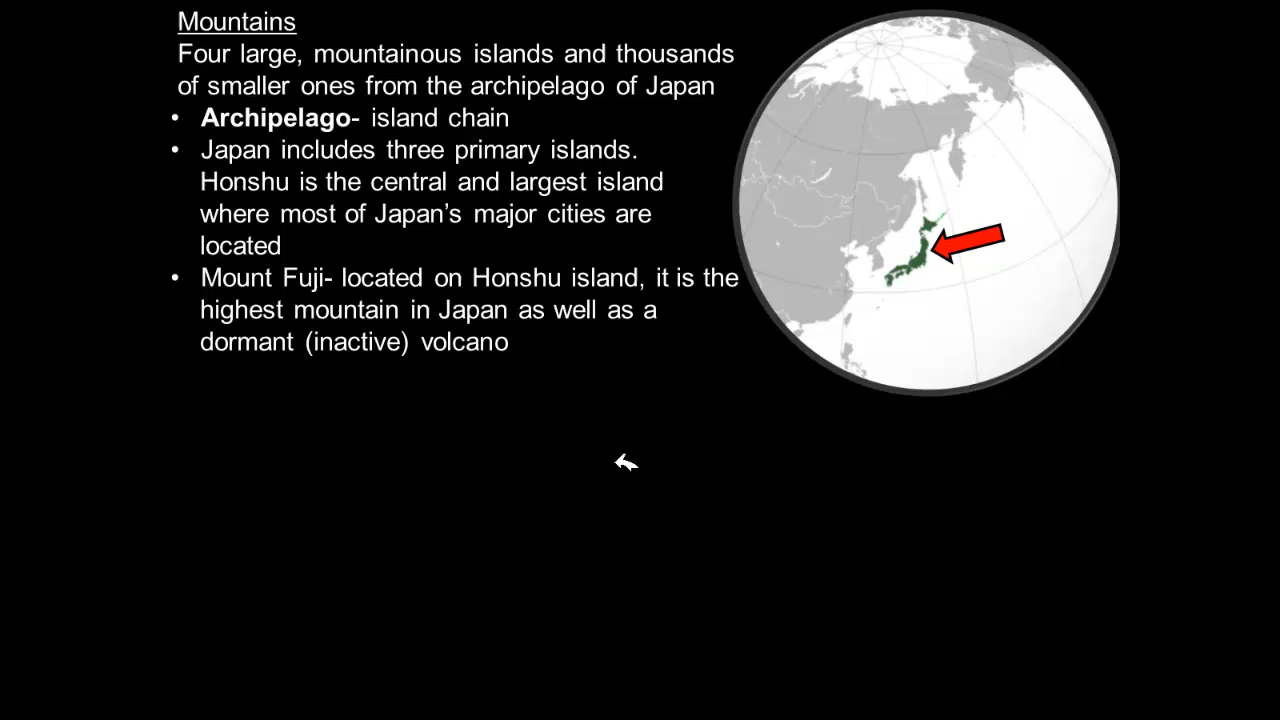 Mountains
Four large, mountainous islands and thousands
of smaller ones from the archipelago of Japan
• Archipelago- island chain
• Japan includes three primary islands.
Honshu is the central and largest island
where most of Japan's major cities are
located
• Mount Fuji- located on Honshu island, it is the
highest mountain in Japan as well as a
dormant (inactive) volcano